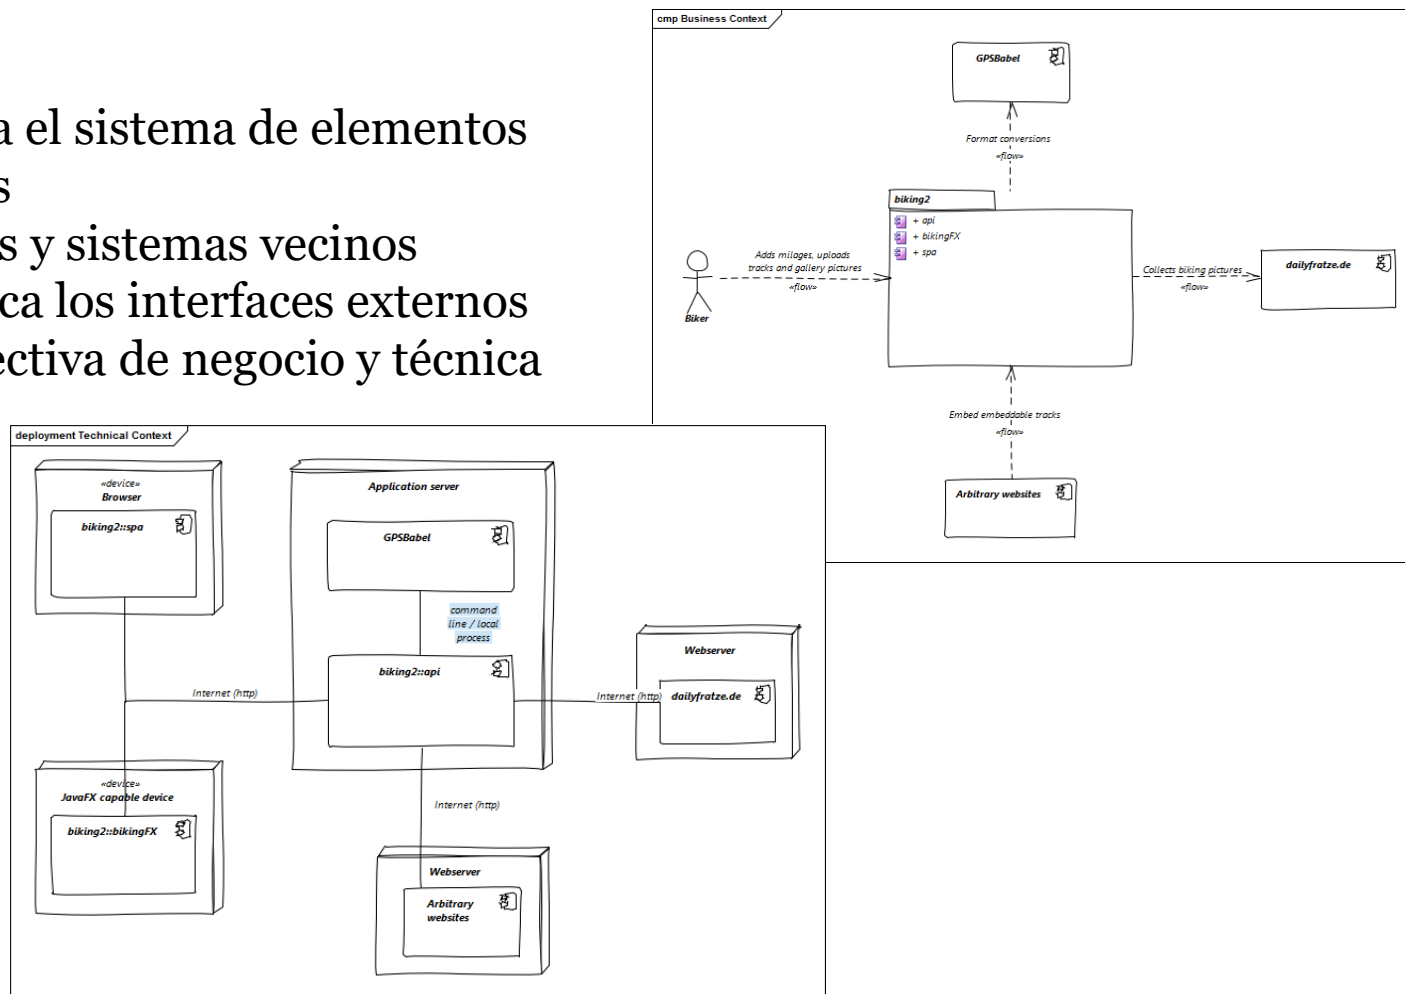 a el sistema de elementos
s
s y sistemas vecinos
ca los interfaces externos
ectiva de negocio y técnica
cmp Business Context
GPSBabel
Format conversions
«flow»
biking2
+ api
+ bikingFX
+ spa
Adds milages, uploads
tracks and gallery pictures
«flow»
Biker
Collects biking pictures
«flow»
dailyfratze.de
Embed embeddable tracks
«flow»
Arbitrary websites
deployment Technical Context
«device»
Browser
biking2::spa
Application server
GPSBabel
command
line / local
process
biking2::api
Internet (http)
Internet (http)
Webserver
dailyfratze.de
«device»
JavaFX capable device
biking2::bikingFX
Internet (http)
Webserver
Arbitrary
websites